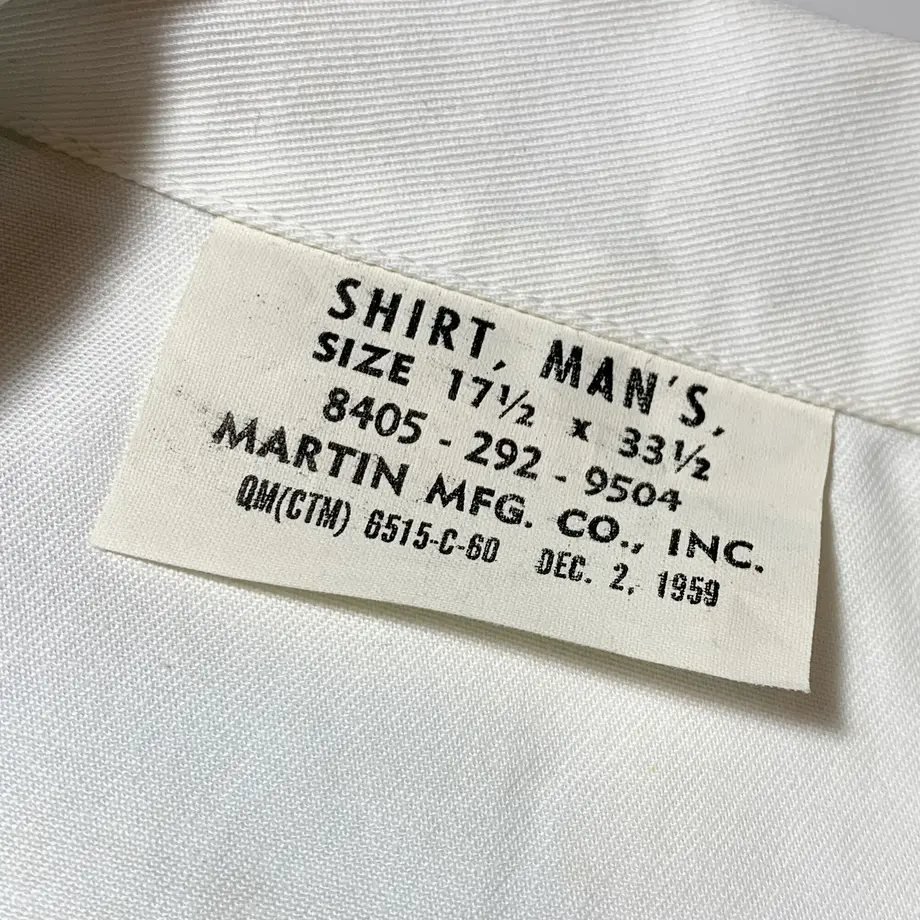 SHIRT, MAN'S,
SIZE 17½ x 33½
8405 - 292 - 9504
MARTIN MFG. CO., INC.
QM(CTM) 6515-C-60 DEC. 2, 1959